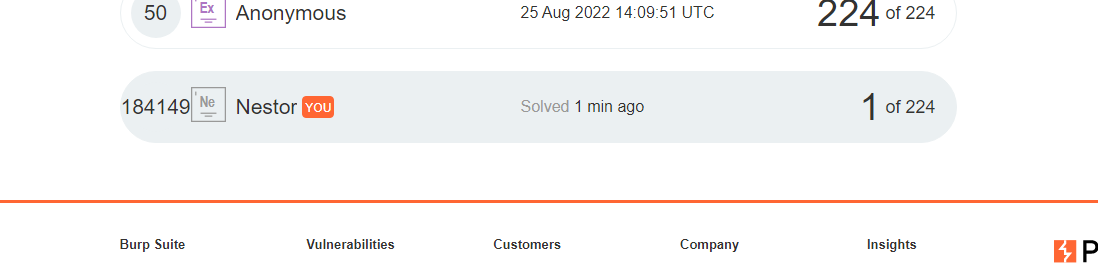 50 Ex Anonymous 25 Aug 2022 14:09:51 UTC 224 of 224
184149 Ne Nestor YOU Solved 1 min ago 1 of 224
Burp Suite Vulnerabilities Customers Company Insights P